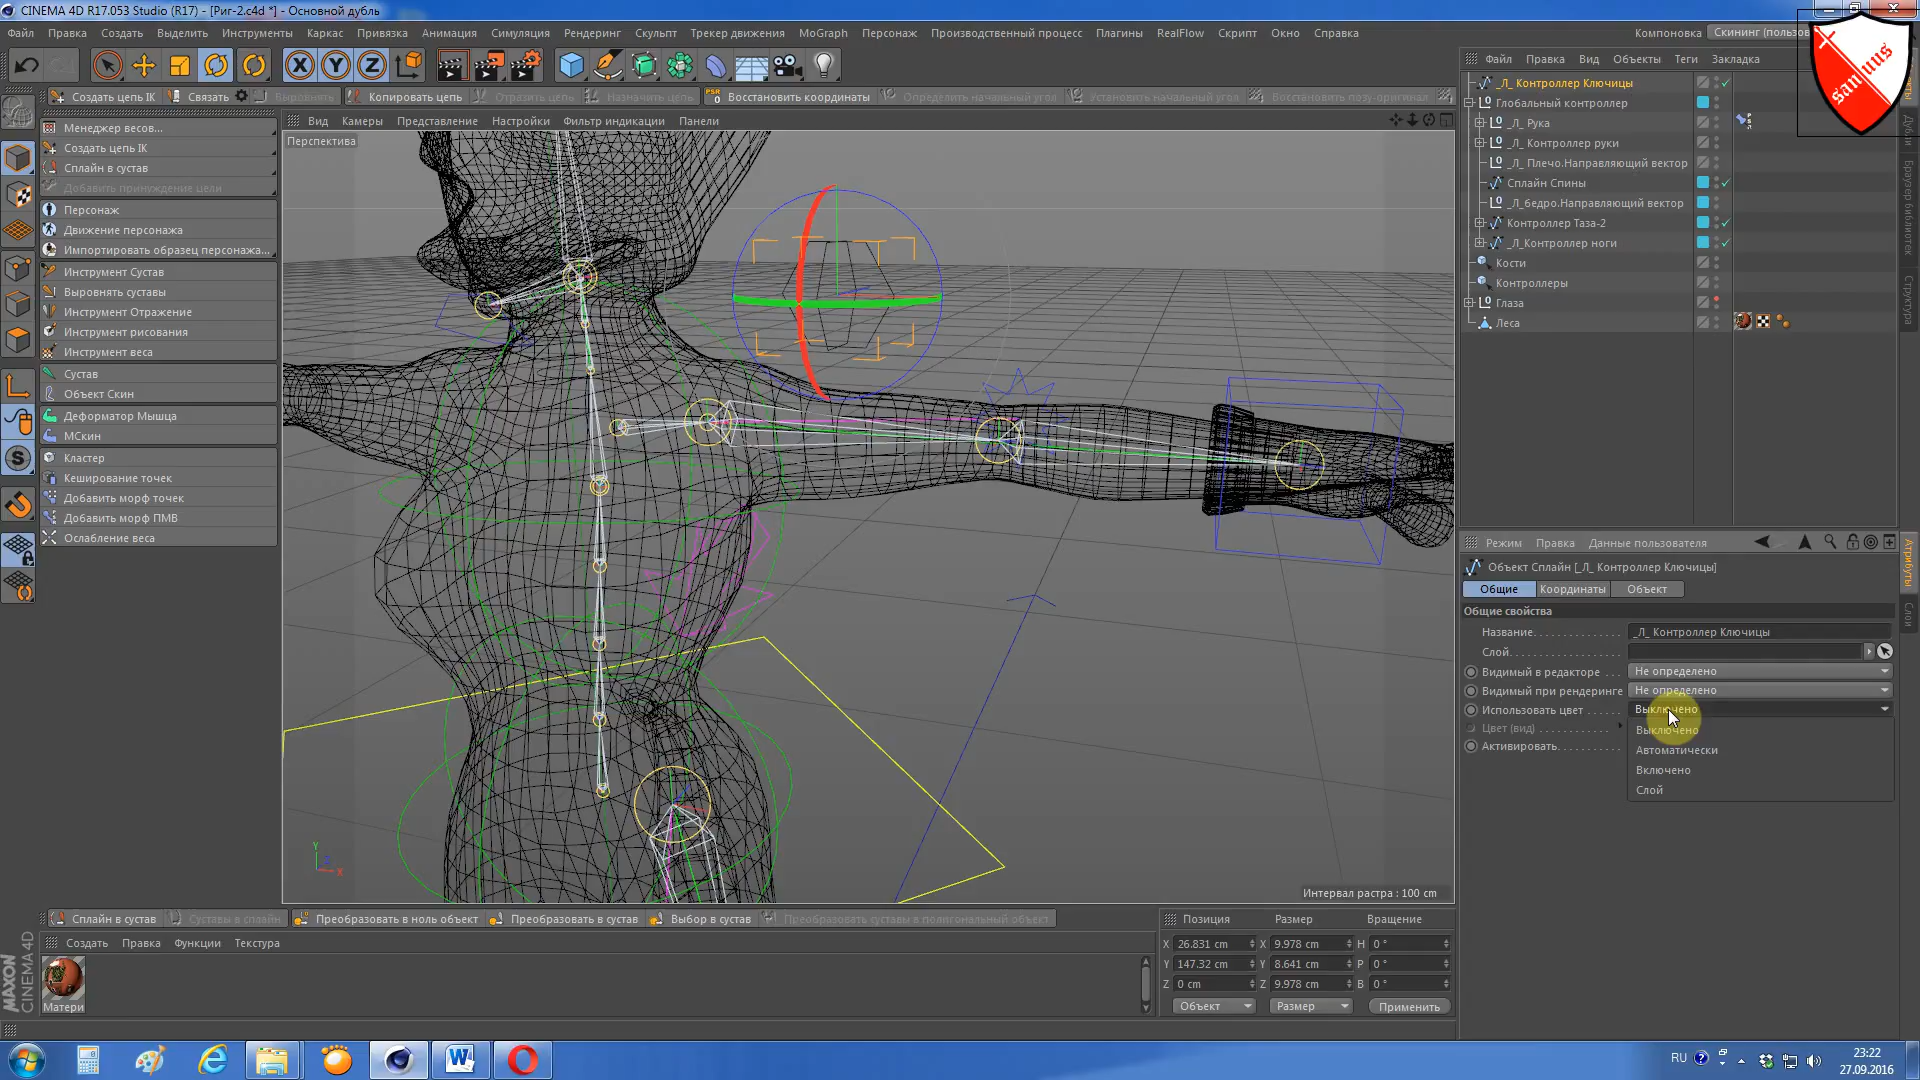 CINEMA 4D R17.053 Studio (R17) - [Риг-2.c4d *] - Основной дубль
Файл Правка Создать Выделить Инструменты Каркас Привязка Анимация Симуляция Рендеринг Скульпт Трекер движения MoGraph Персонаж Производственный процесс Плагины RealFlow Скрипт Окно Справка Компоновка Скининг (пользов
Создать цепь IK Связать Выравнять Копировать цепь Отразить цепь Назначить цепь Восстановить координаты Определить начальный угол Установить начальный угол Восстановить позу-оригинал
Вид Камеры Представление Настройки Фильтр индикации Панели
Перспектива
Менеджер весов...
Создать цепь IK
Сплайн в сустав
Добавить принуждение цели
Персонаж
Движение персонажа
Импортировать образец персонажа...
Инструмент Сустав
Выровнять суставы
Инструмент Отражение
Инструмент рисования
Инструмент веса
Сустав
Объект Скин
Деформатор Мышца
МСкин
Кластер
Кеширование точек
Добавить морф точек
Добавить морф ПМВ
Ослабление веса
Файл Правка Вид Объекты Теги Закладка
_Л_ Контроллер Ключицы
Глобальный контроллер
_Л_ Рука
_Л_ Контроллер руки
_Л_ Плечо.Направляющий вектор
Сплайн Спины
_Л_бедро.Направляющий вектор
Контроллер Таза-2
_Л_Контроллер ноги
Кости
Контроллеры
Глаза
Леса
sanuus
Дубли
Браузер библиотек
Структура
Режим Правка Данные пользователя
Объект Сплайн [_Л_ Контроллер Ключицы]
Общие Координаты Объект
Общие свойства
Название _Л_ Контроллер Ключицы
Слой
Видимый в редакторе Не определено
Видимый при рендеринге Не определено
Использовать цвет Выключено
Цвет (вид) Выключено
Активировать Автоматически
Включено
Слой
Атрибуты
Слои
Y
Z
X
Интервал растра : 100 cm
Сплайн в сустав Суставы в сплайн Преобразовать в ноль объект Преобразовать в сустав Выбор в сустав Преобразовать суставы в полигональный объект
Создать Правка Функции Текстура
Матери
MAXON CINEMA 4D
Позиция Размер Вращение
X 26.831 cm X 9.978 cm H 0 °
Y 147.32 cm Y 8.641 cm P 0 °
Z 0 cm Z 9.978 cm B 0 °
Объект Размер Применить
RU 23:22
27.09.2016